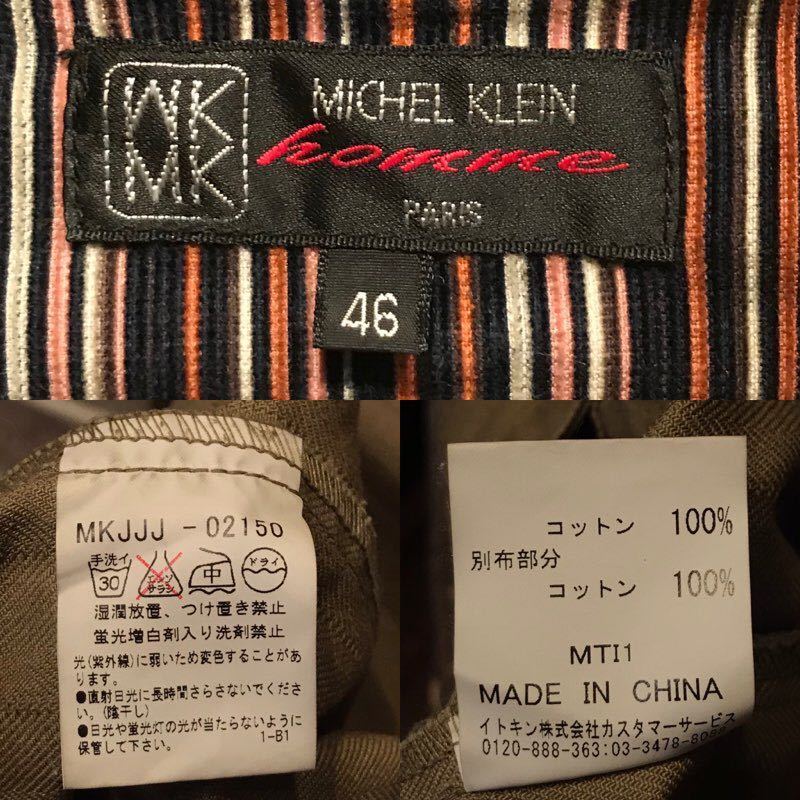 MK
MK
MICHEL KLEIN
homme
PARIS
46
MKJJJ -02150
手洗イ
30
エンソ
サラシ
中
ドライ
湿潤放置、つけ置き禁止
蛍光増白剤入り洗剤禁止
光(紫外線)に弱いため変色することがあ
ります。
●直射日光に長時間さらさないでくださ
い。(陰干し)
●日光や蛍光灯の光が当たらないように
保管して下さい。
1-B1
コットン 100%
別布部分
コットン 100%
MTI1
MADE IN CHINA
イトキン株式会社カスタマーサービス
0120-888-363:03-3478-808